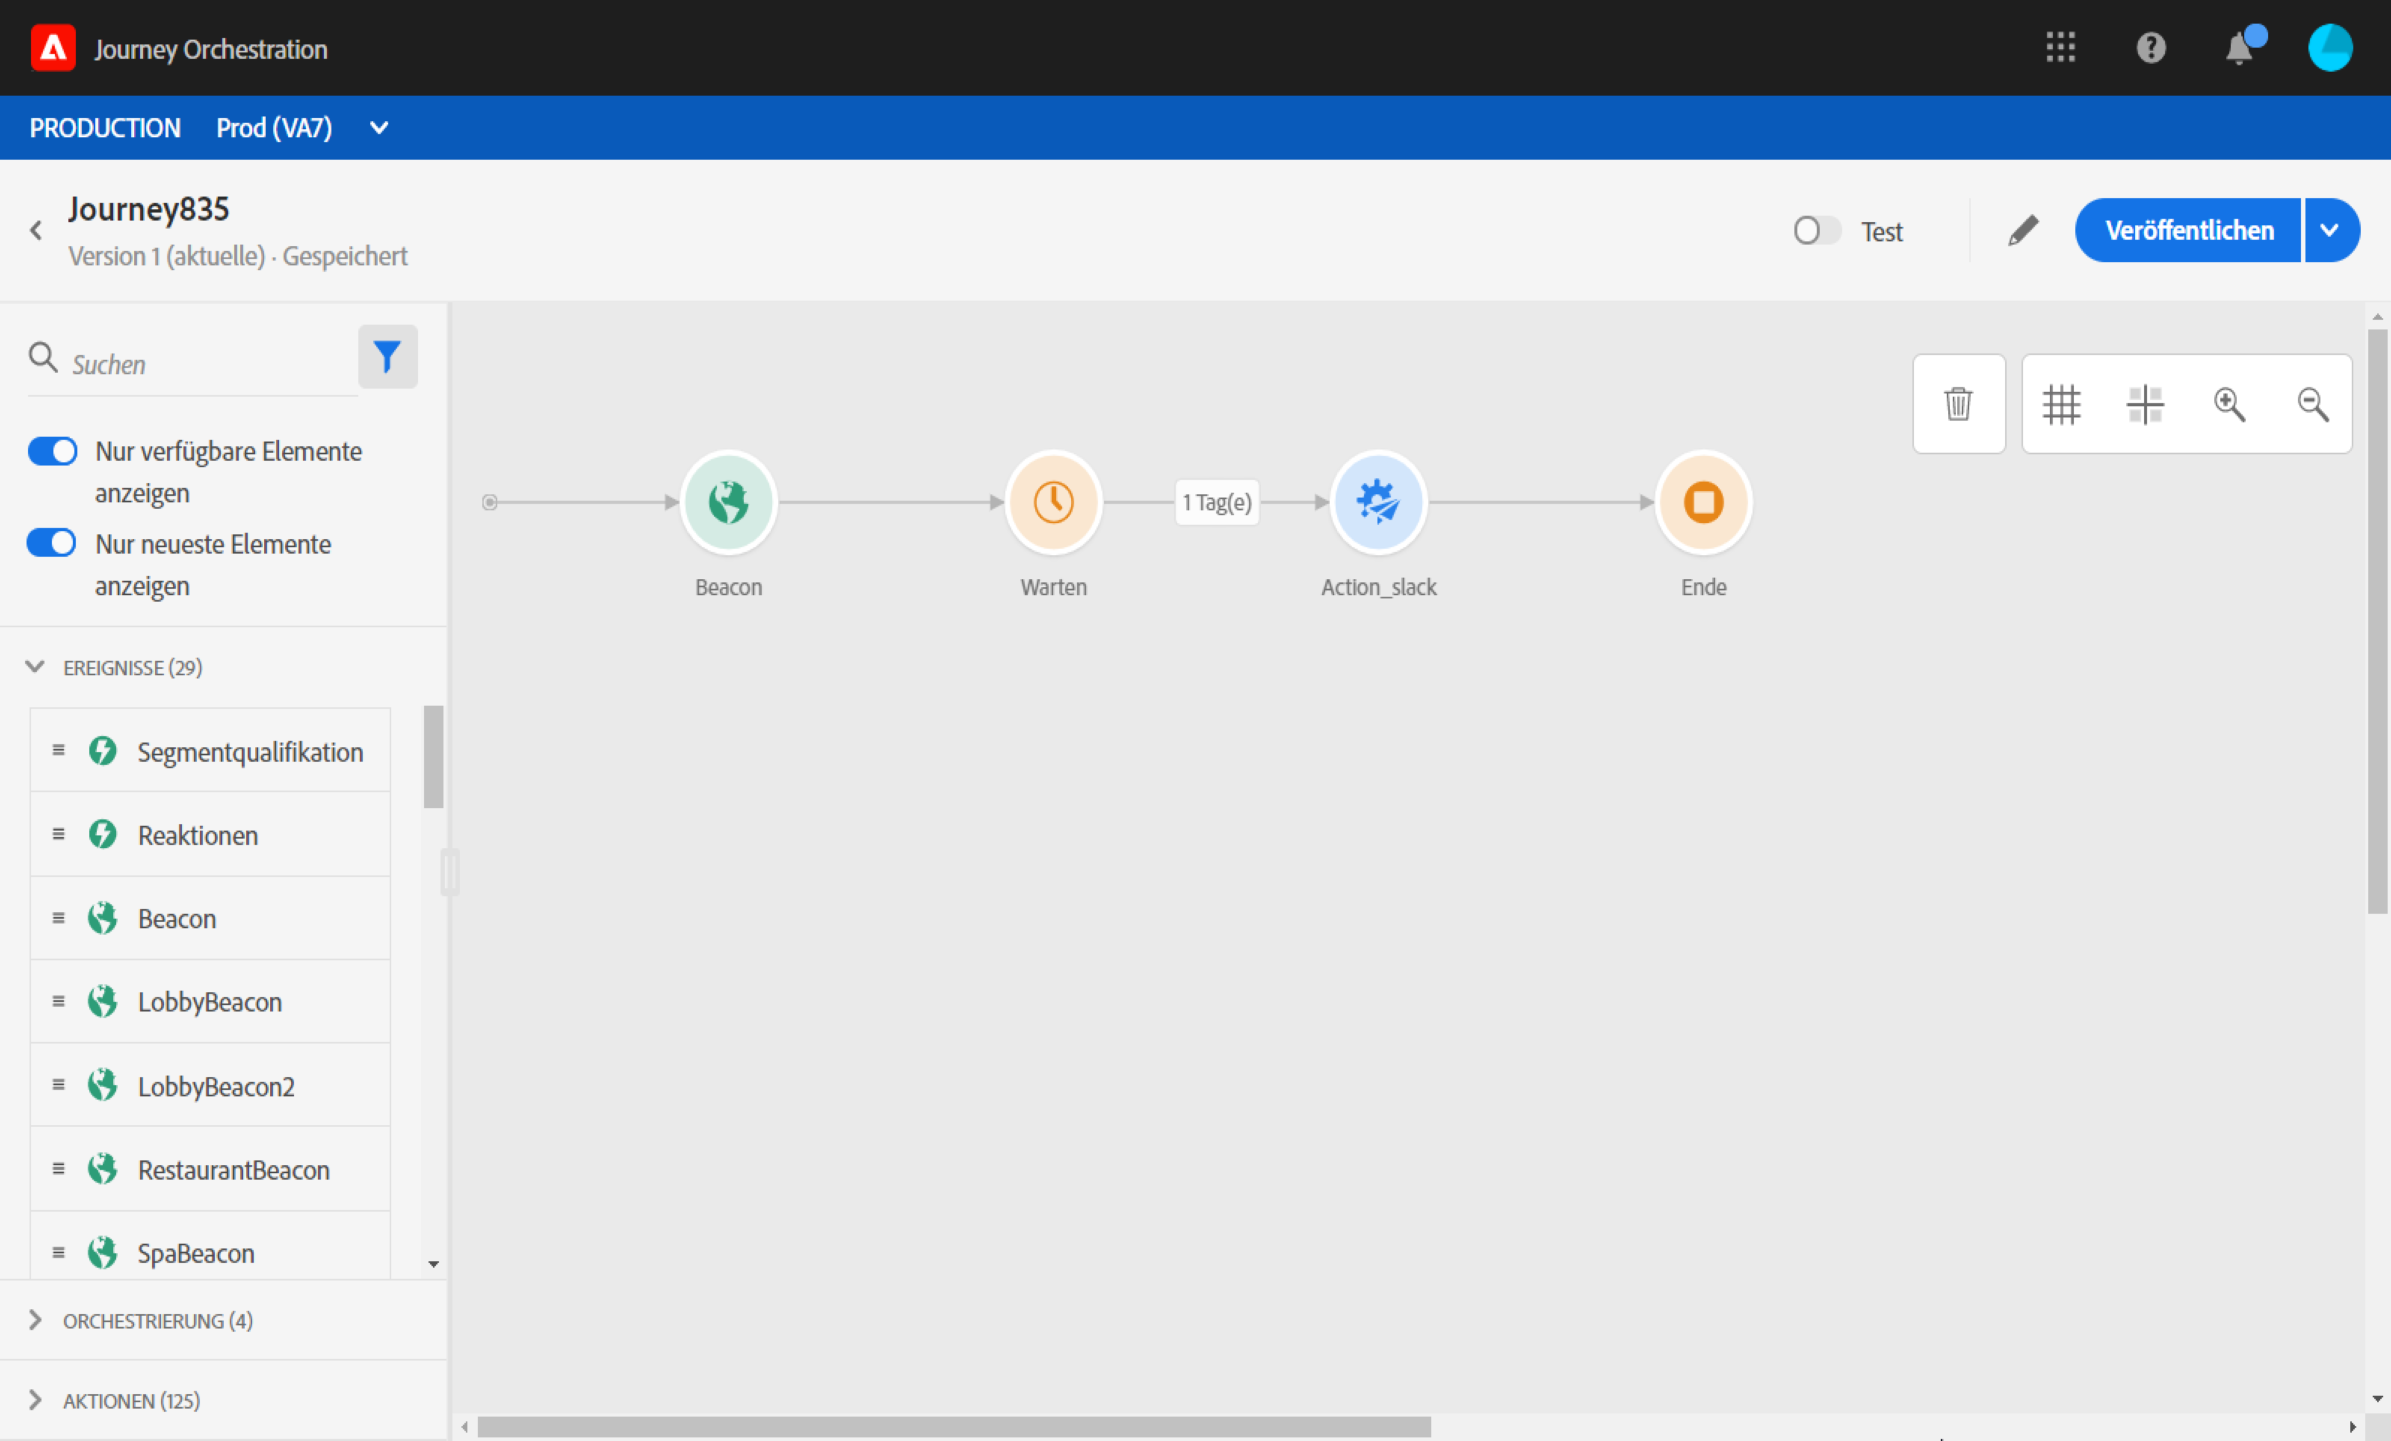 Journey Orchestration
PRODUCTION Prod (VA7)
Journey835
Version 1 (aktuelle) · Gespeichert
Test
Veröffentlichen
Suchen
Nur verfügbare Elemente
anzeigen
Nur neueste Elemente
anzeigen
EREIGNISSE (29)
Segmentqualifikation
Reaktionen
Beacon
LobbyBeacon
LobbyBeacon2
RestaurantBeacon
SpaBeacon
ORCHESTRIERUNG (4)
AKTIONEN (125)
1 Tag(e)
Beacon
Warten
Action_slack
Ende